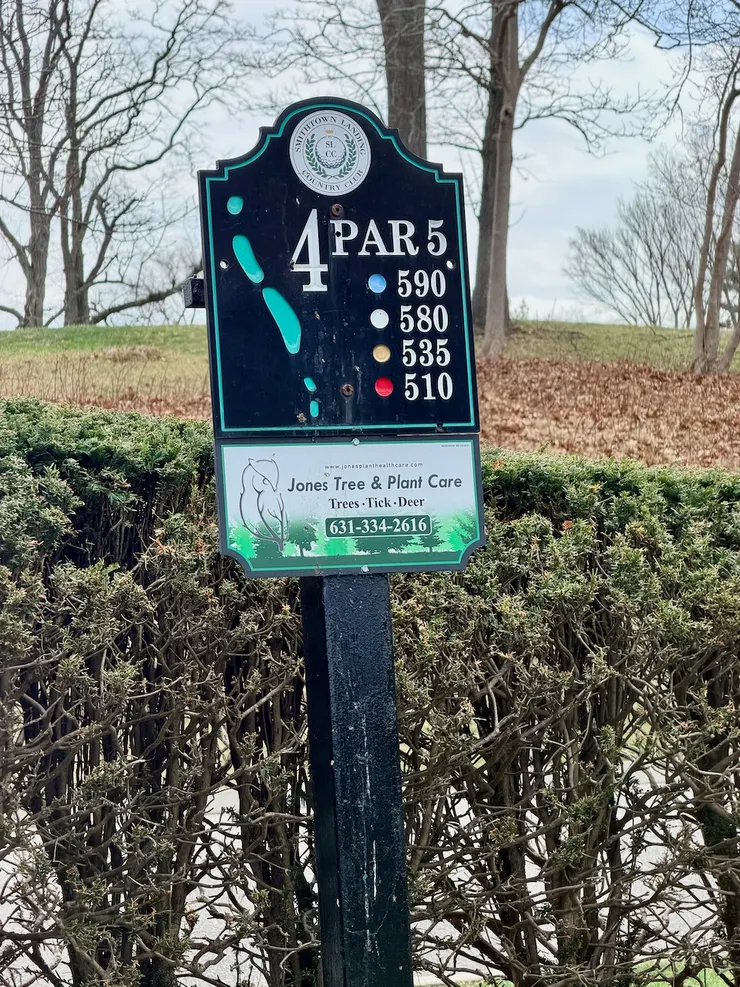 SMITHTOWN LANDING
SL
CC
COUNTRY CLUB
4 PAR 5
590
580
535
510
www.jonesplanthealthcare.com
Jones Tree & Plant Care
Trees · Tick · Deer
631-334-2616